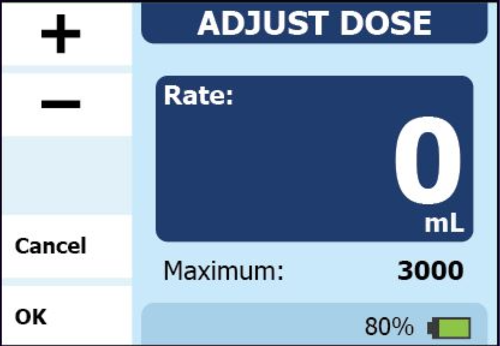 +
ADJUST DOSE
−
Rate:
0
mL
Cancel
Maximum: 3000
OK
80%